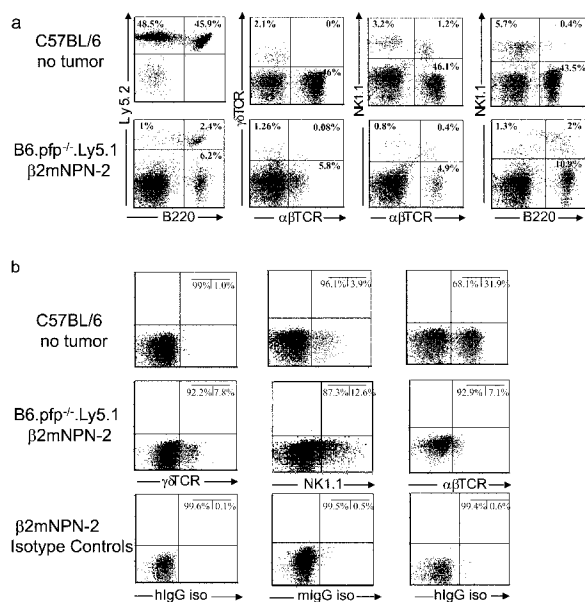 a
C57BL/6
no tumor
B6.pfp-/-.Ly5.1
β2mNPN-2
48.5% 45.9%
Ly5.2
1% 2.4%
6.2%
B220
2.1% 0%
46%
γδTCR
1.26% 0.08%
5.8%
αβTCR
3.2% 1.2%
46.1%
NK1.1
0.8% 0.4%
4.9%
αβTCR
5.7% 0.4%
43.5%
NK1.1
1.3% 2%
10.9%
B220
b
C57BL/6
no tumor
99% 1.0%
96.1% 3.9%
68.1% 31.9%
B6.pfp-/-.Ly5.1
β2mNPN-2
92.2% 7.8%
87.3% 12.6%
92.9% 7.1%
γδTCR
NK1.1
αβTCR
β2mNPN-2
Isotype Controls
99.6% 0.1%
99.5% 0.5%
99.4% 0.6%
hIgG iso
mIgG iso
hIgG iso